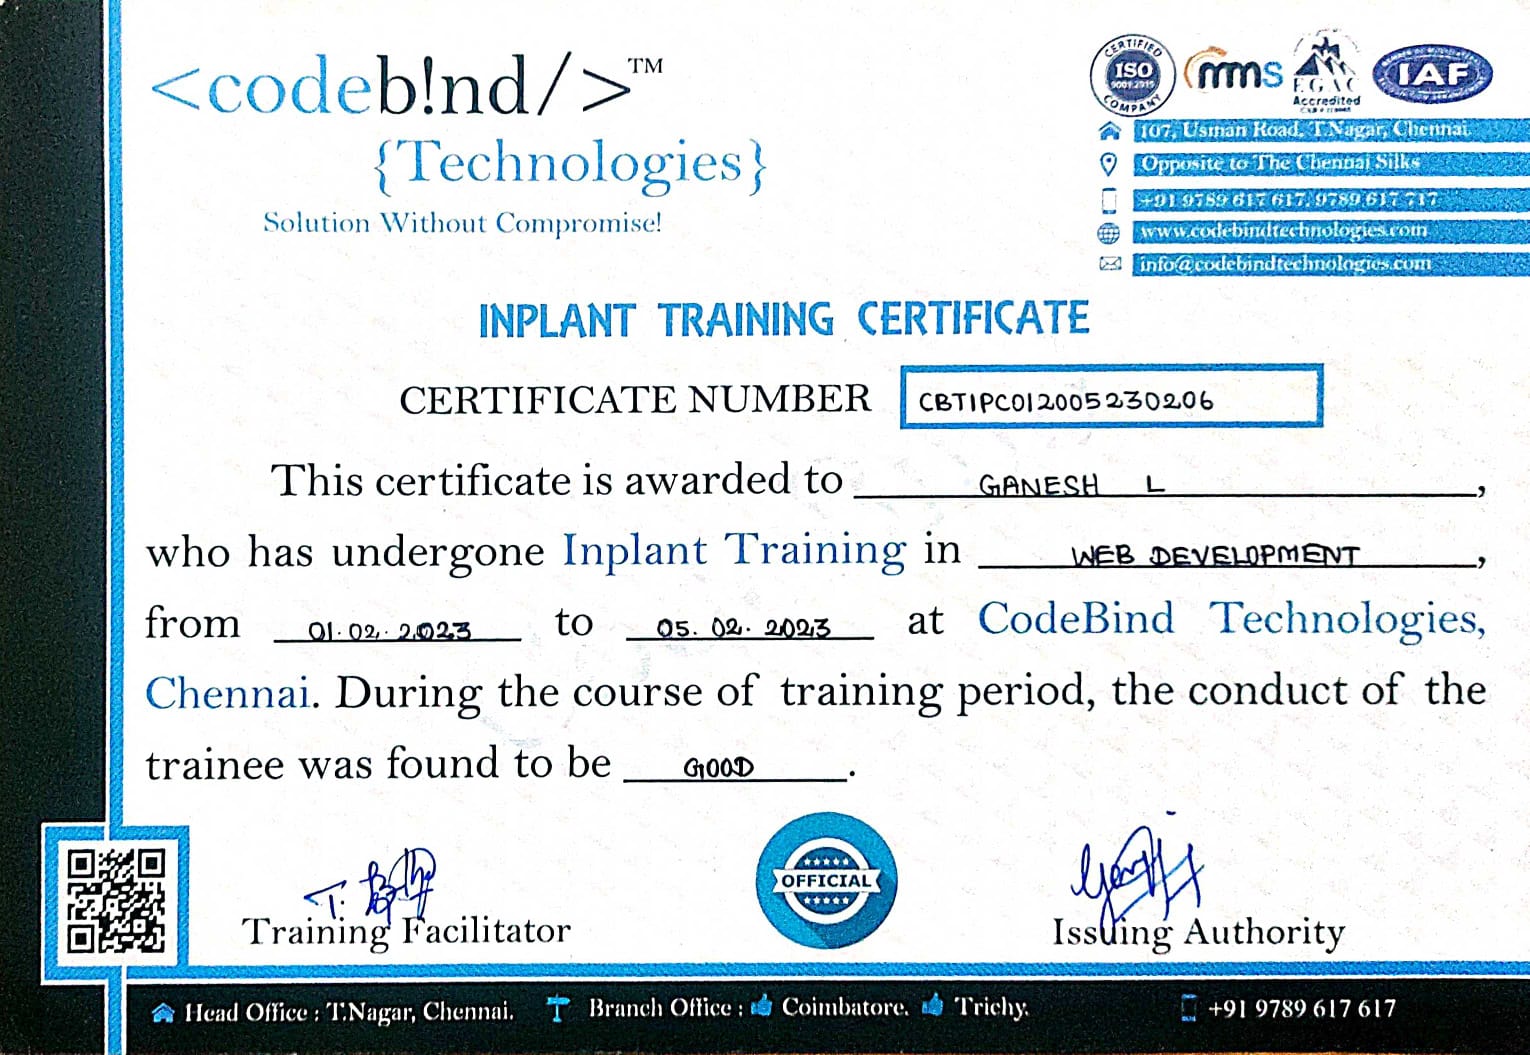 <codeb!nd/>™
{Technologies}
Solution Without Compromise!
CERTIFIED
ISO
9001:2015
COMPANY
mms
EGAC
Accredited
IAF
107, Usman Road, T.Nagar, Chennai.
Opposite to The Chennai Silks
+91 9789 617 617, 9789 617 717
www.codebindtechnologies.com
info@codebindtechnologies.com
INPLANT TRAINING CERTIFICATE
CERTIFICATE NUMBER CBTIPC012005230206
This certificate is awarded to GANESH L,
who has undergone Inplant Training in WEB DEVELOPMENT,
from 01.02.2023 to 05.02.2023 at CodeBind Technologies,
Chennai. During the course of training period, the conduct of the
trainee was found to be GOOD.
OFFICIAL
Training Facilitator
Issuing Authority
Head Office : T.Nagar, Chennai. Branch Office : Coimbatore. Trichy. +91 9789 617 617